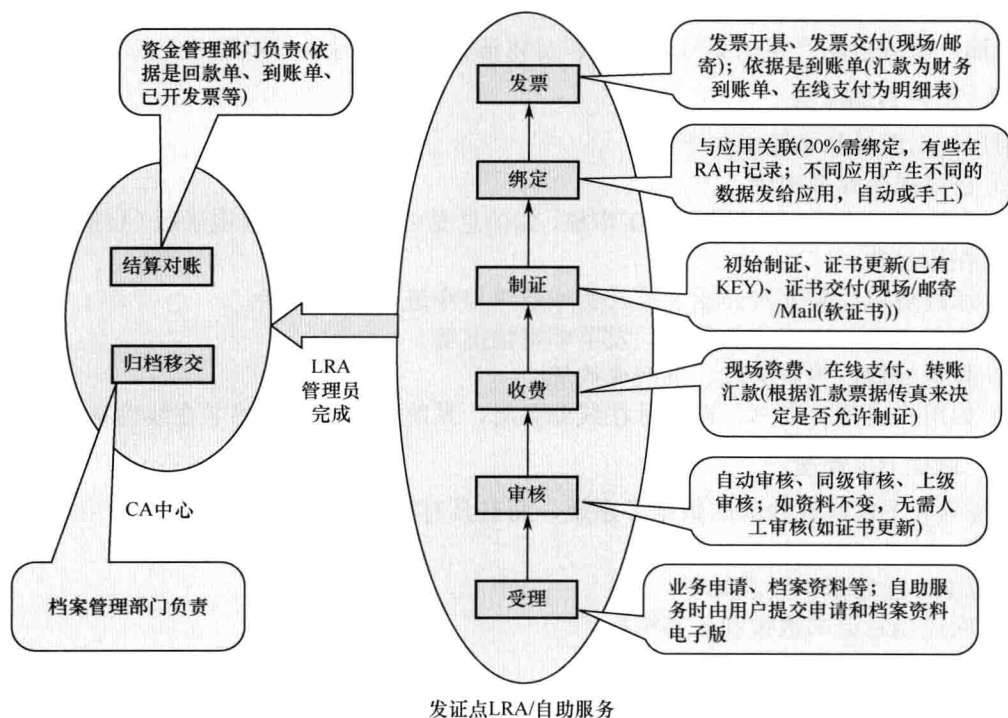 资金管理部门负责(依
据是回款单、到账单、
已开发票等)
结算对账
归档移交
CA中心
档案管理部门负责
LRA
管理员
完成
发票
绑定
制证
收费
审核
受理
发票开具、发票交付(现场/邮
寄)；依据是到账单(汇款为财务
到账单、在线支付为明细表)
与应用关联(20%需绑定，有些在
RA中记录；不同应用产生不同的
数据发给应用，自动或手工)
初始制证、证书更新(已有
KEY)、证书交付(现场/邮寄
/Mail(软证书))
现场资费、在线支付、转账
汇款(根据汇款票据传真来决
定是否允许制证)
自动审核、同级审核、上级
审核；如资料不变，无需人
工审核(如证书更新)
业务申请、档案资料等；自助服
务时由用户提交申请和档案资料
电子版
发证点LRA/自助服务